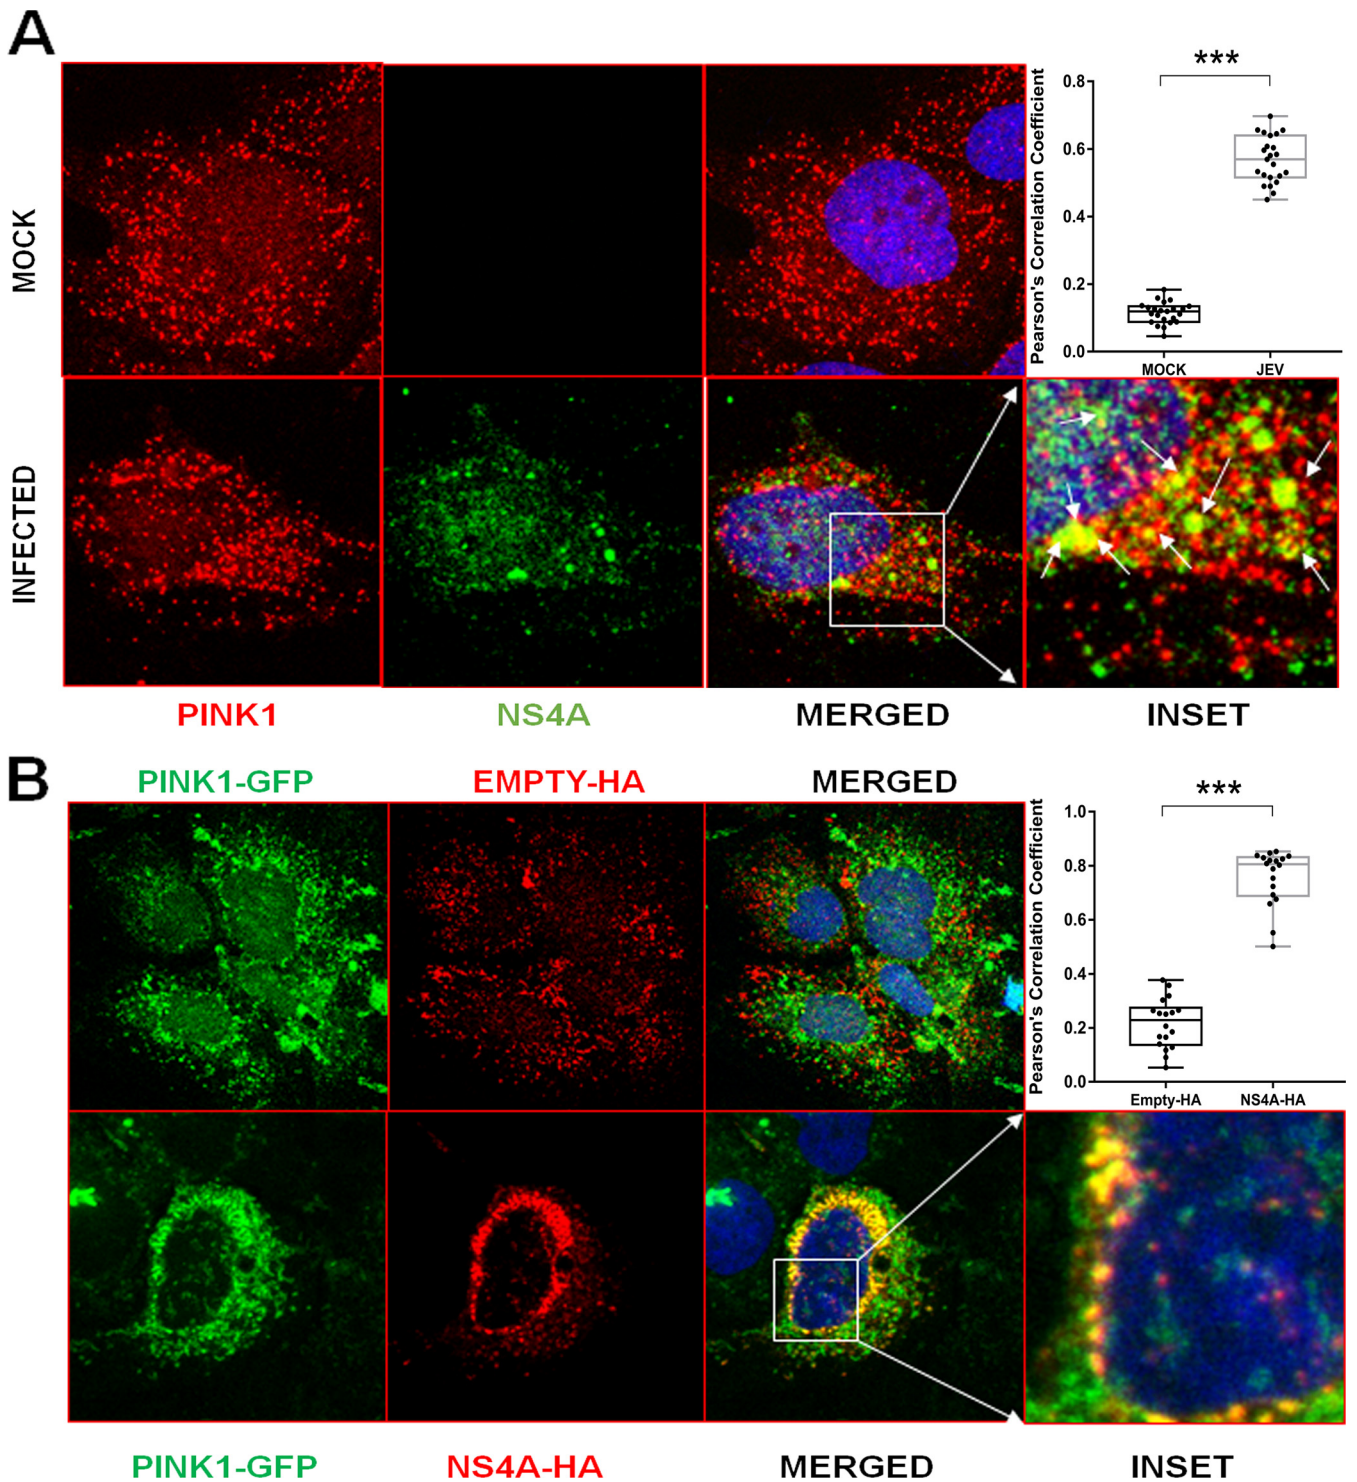 A
MOCK
***
Pearson's Correlation Coefficient
0.8
0.6
0.4
0.2
0.0
MOCK JEV
INFECTED
PINK1 NS4A MERGED INSET
B
PINK1-GFP EMPTY-HA MERGED
***
Pearson's Correlation Coefficient
1.0
0.8
0.6
0.4
0.2
0.0
Empty-HA NS4A-HA
PINK1-GFP NS4A-HA MERGED INSET